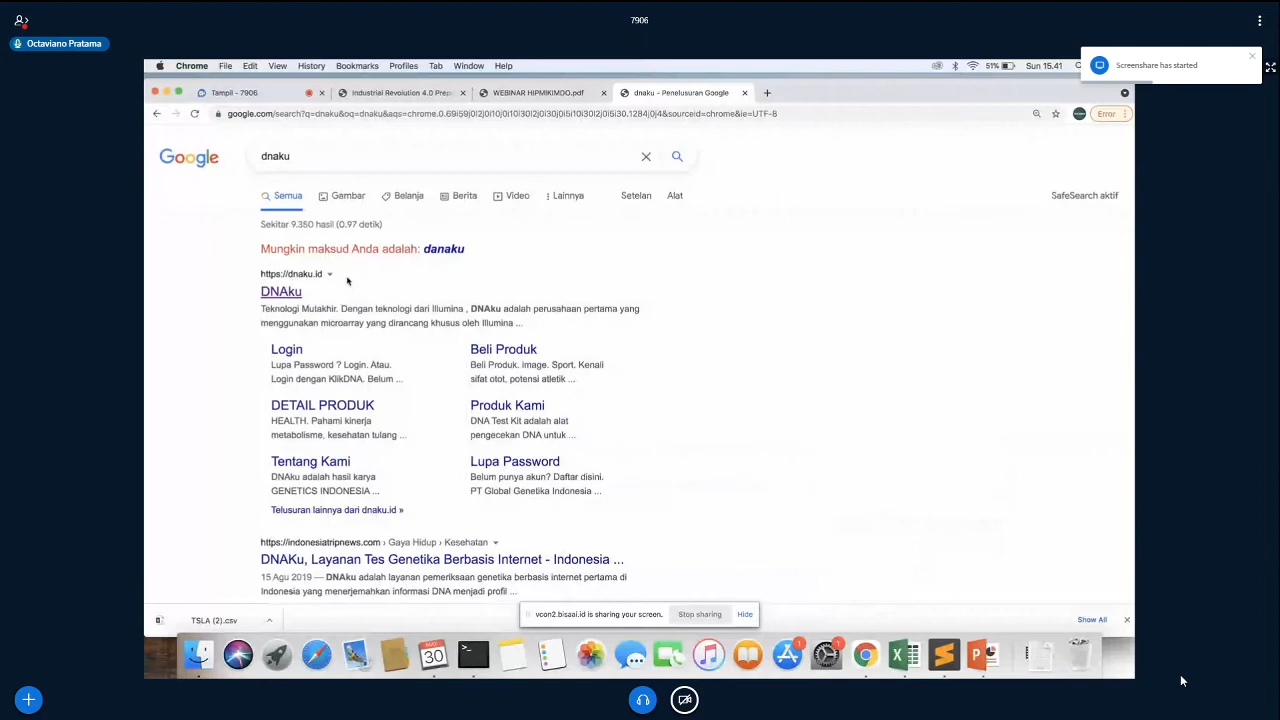 7906
Octaviano Pratama
Screenshare has started
Chrome File Edit View History Bookmarks Profiles Tab Window Help
51% Sun 15.41
Tampil - 7906
Industrial Revolution 4.0 Prep
WEBINAR HIPMIKIMDO.pdf
dnaku - Penelusuran Google
google.com/search?q=dnaku&oq=dnaku&aqs=chrome.0.69i59j0l2j0i10j0i10i30l2j0i30j0i5i10i30l2j0i5i30.1284j0j4&sourceid=chrome&ie=UTF-8
Error
Google
dnaku
Semua Gambar Belanja Berita Video Lainnya Setelan Alat
SafeSearch aktif
Sekitar 9.350 hasil (0.97 detik)
Mungkin maksud Anda adalah: danaku
https://dnaku.id
DNAku
Teknologi Mutakhir. Dengan teknologi dari Illumina , DNAku adalah perusahaan pertama yang
menggunakan microarray yang dirancang khusus oleh Illumina ...
Login
Lupa Password ? Login. Atau.
Login dengan KlikDNA. Belum ...
Beli Produk
Beli Produk. image. Sport. Kenali
sifat otot, potensi atletik ...
DETAIL PRODUK
HEALTH. Pahami kinerja
metabolisme, kesehatan tulang ...
Produk Kami
DNA Test Kit adalah alat
pengecekan DNA untuk ...
Tentang Kami
DNAku adalah hasil karya
GENETICS INDONESIA ...
Lupa Password
Belum punya akun? Daftar disini.
PT Global Genetika Indonesia ...
Telusuran lainnya dari dnaku.id »
https://indonesiatripnews.com › Gaya Hidup › Kesehatan
DNAKu, Layanan Tes Genetika Berbasis Internet - Indonesia ...
15 Agu 2019 — DNAku adalah layanan pemeriksaan genetika berbasis internet pertama di
Indonesia yang menerjemahkan informasi DNA menjadi profil ...
vcon2.bisaai.id is sharing your screen. Stop sharing Hide
TSLA (2).csv
Show All
30
1
1